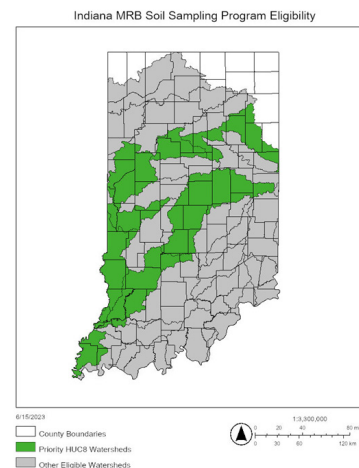 Indiana MRB Soil Sampling Program Eligibility
6/15/2023
County Boundaries
Priority HUC8 Watersheds
Other Eligible Watersheds
1:3,300,000
0 20 40 80 mi
0 30 60 120 km